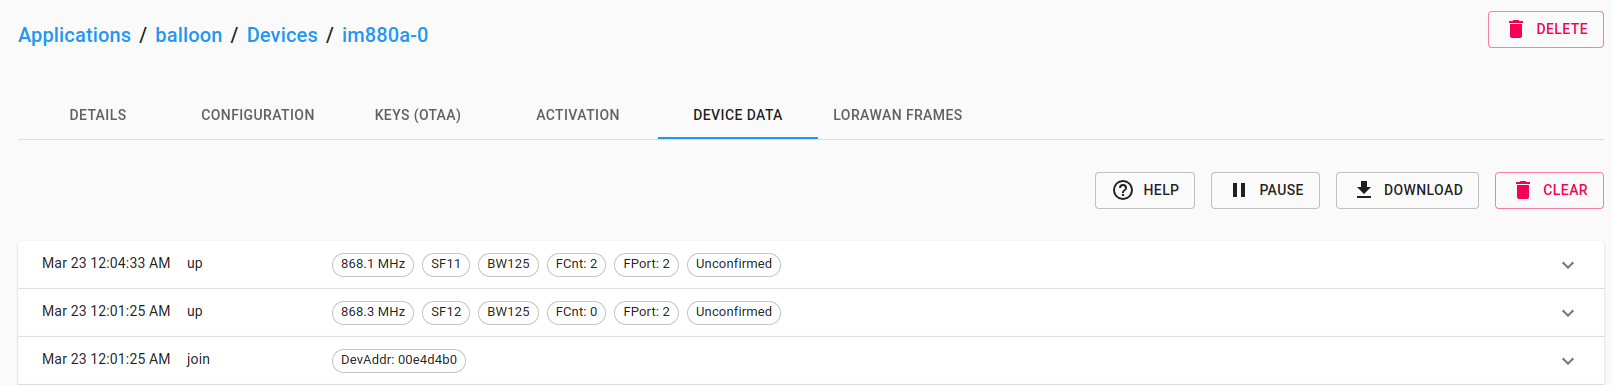 Applications / balloon / Devices / im880a-0
DELETE
DETAILS CONFIGURATION KEYS (OTAA) ACTIVATION DEVICE DATA LORAWAN FRAMES
HELP PAUSE DOWNLOAD CLEAR
Mar 23 12:04:33 AM up 868.1 MHz SF11 BW125 FCnt: 2 FPort: 2 Unconfirmed
Mar 23 12:01:25 AM up 868.3 MHz SF12 BW125 FCnt: 0 FPort: 2 Unconfirmed
Mar 23 12:01:25 AM join DevAddr: 00e4d4b0